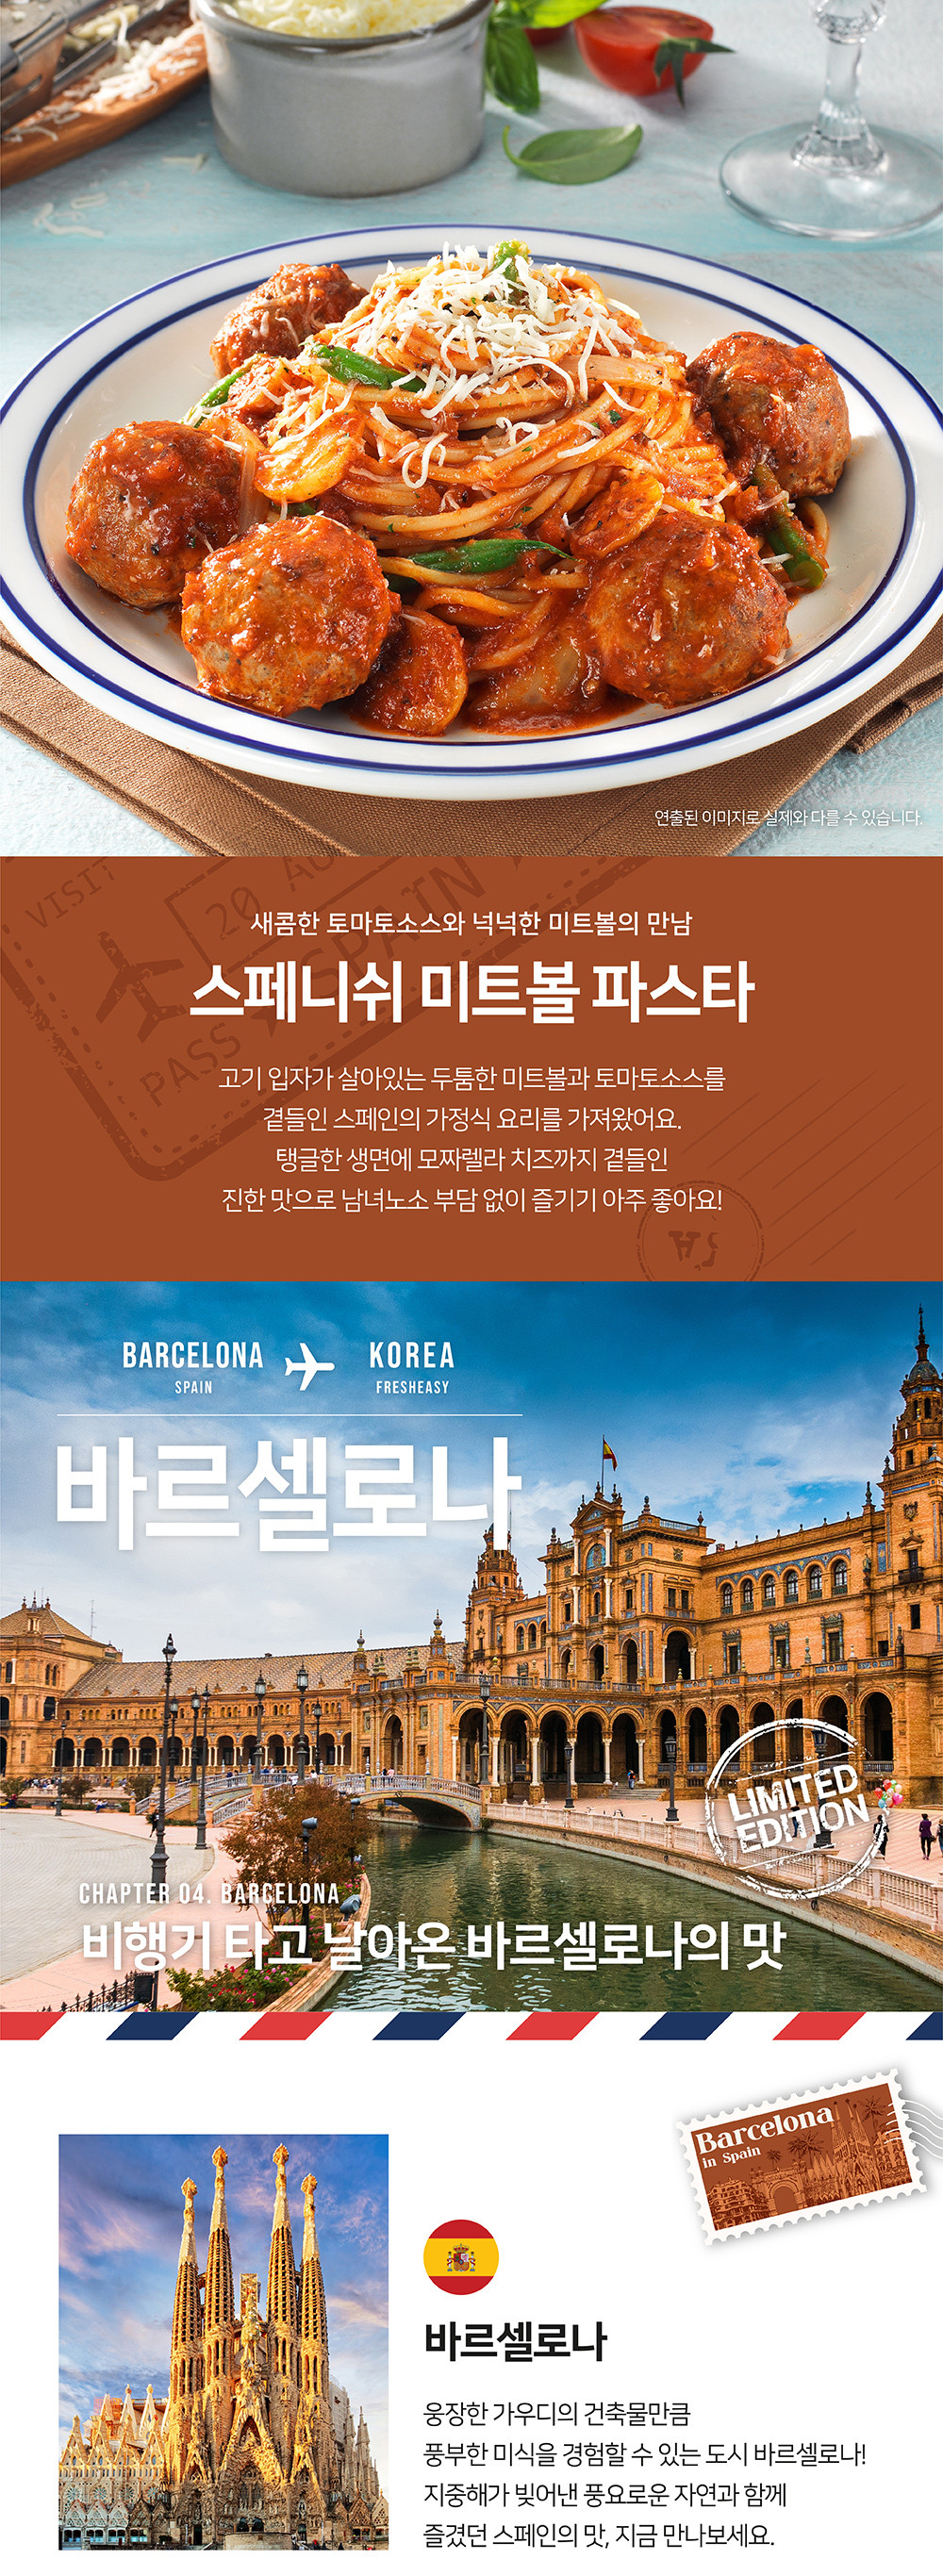 연출된 이미지로 실제와 다를 수 있습니다.
VISIT
20 AU
SPAIN
PASS
새콤한 토마토소스와 넉넉한 미트볼의 만남
스페니쉬 미트볼 파스타
고기 입자가 살아있는 두툼한 미트볼과 토마토소스를
곁들인 스페인의 가정식 요리를 가져왔어요.
탱글한 생면에 모짜렐라 치즈까지 곁들인
진한 맛으로 남녀노소 부담 없이 즐기기 아주 좋아요!
BARCELONA
SPAIN
KOREA
FRESHEASY
바르셀로나
LIMITED
EDITION
CHAPTER 04. BARCELONA
비행기 타고 날아온 바르셀로나의 맛
Barcelona
in Spain
바르셀로나
웅장한 가우디의 건축물만큼
풍부한 미식을 경험할 수 있는 도시 바르셀로나!
지중해가 빚어낸 풍요로운 자연과 함께
즐겼던 스페인의 맛, 지금 만나보세요.